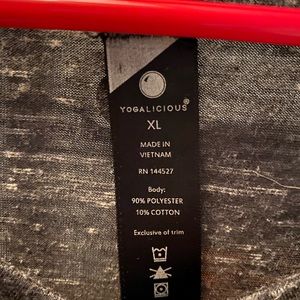 YOGALICIOUS®
XL
MADE IN
VIETNAM
RN 144527
Body:
90% POLYESTER
10% COTTON
Exclusive of trim